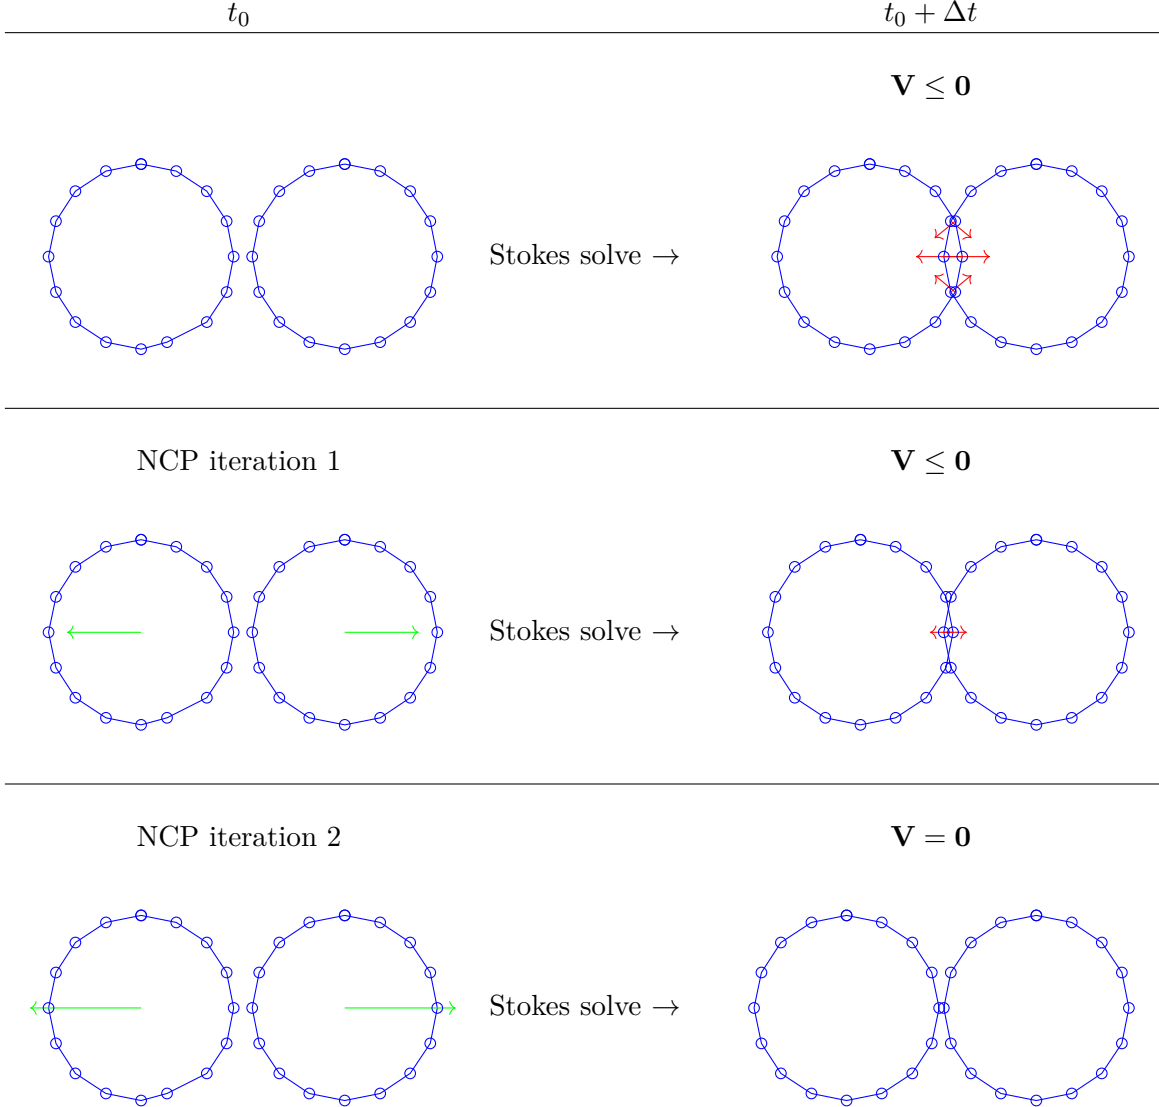 t₀ t₀ + Δt
V ≤ 0
Stokes solve →
NCP iteration 1 V ≤ 0
Stokes solve →
NCP iteration 2 V = 0
Stokes solve →